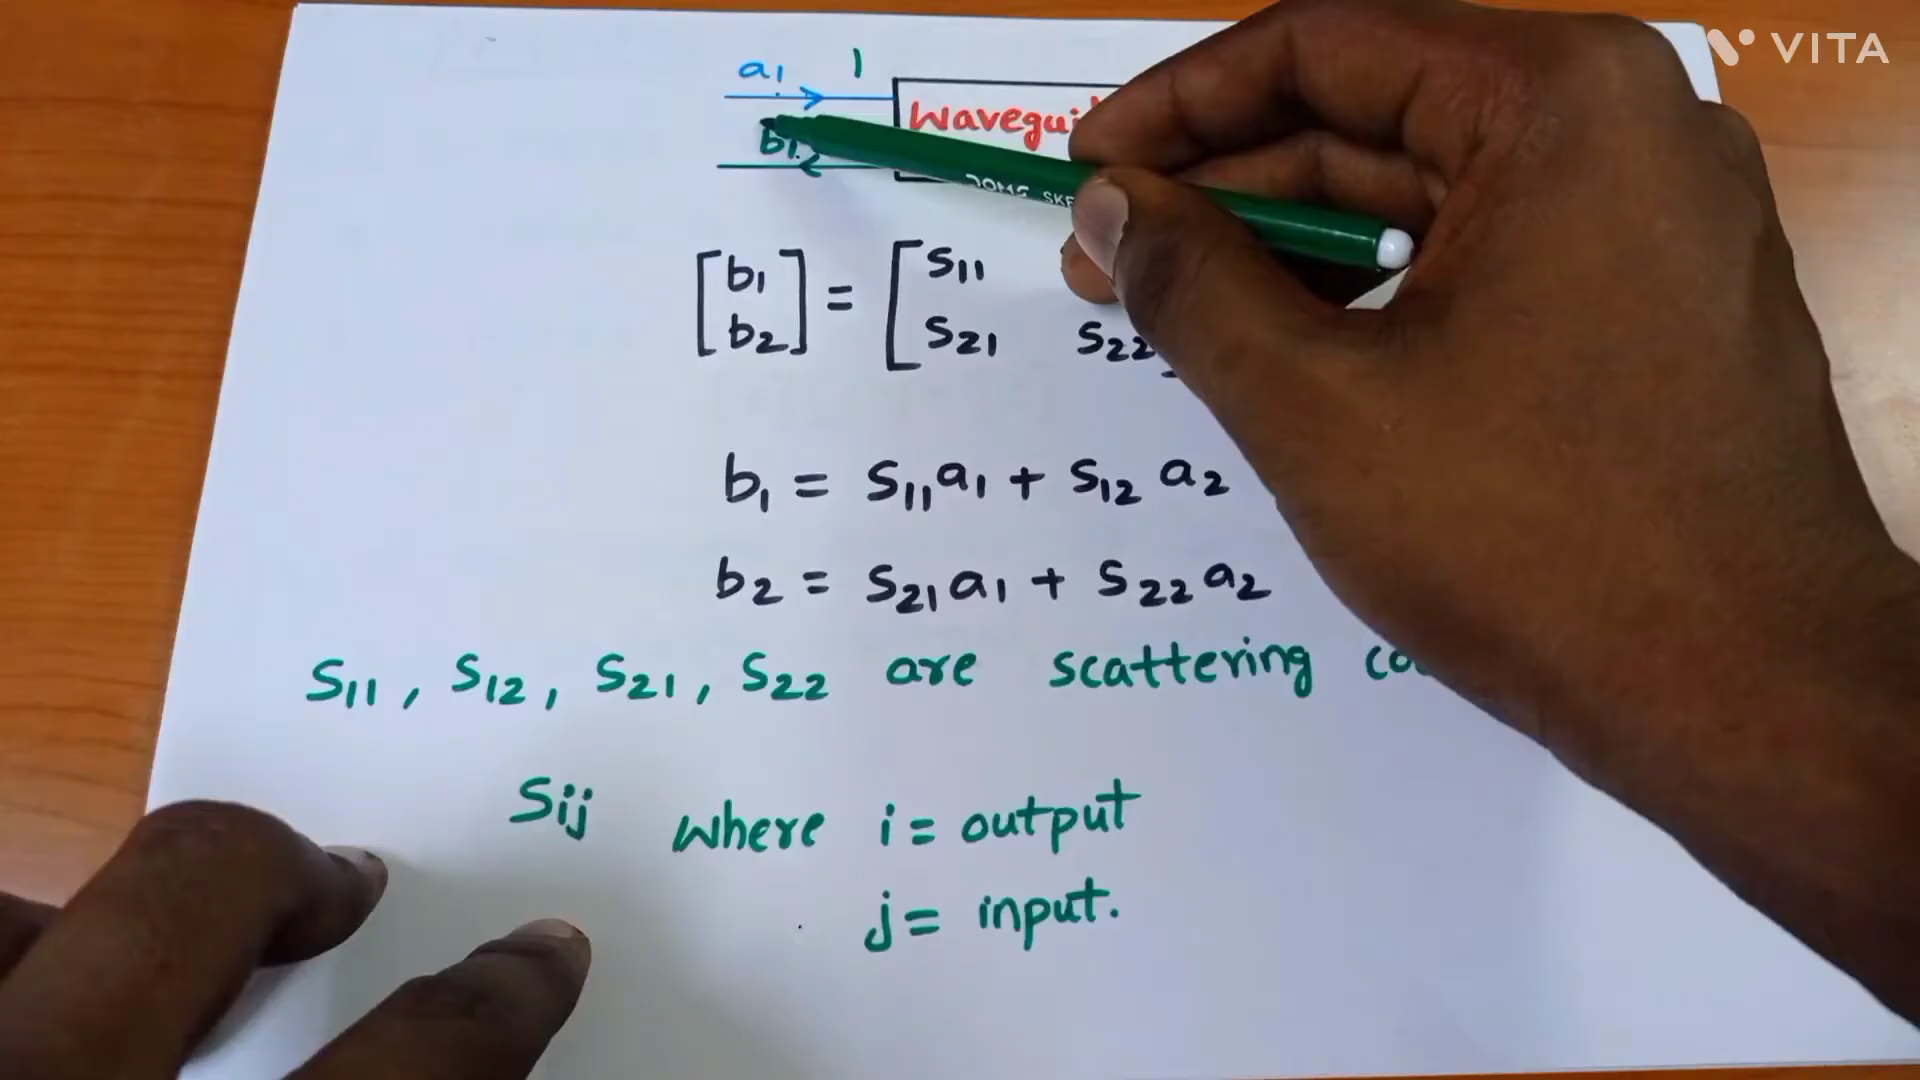 VITA
a1 1
b1
[b1 b2] = [S11
S21 S22
b1 = S11a1 + S12 a2
b2 = S21a1 + S22a2
S11, S12, S21, S22 are scattering
Sij where i = output
j = input.